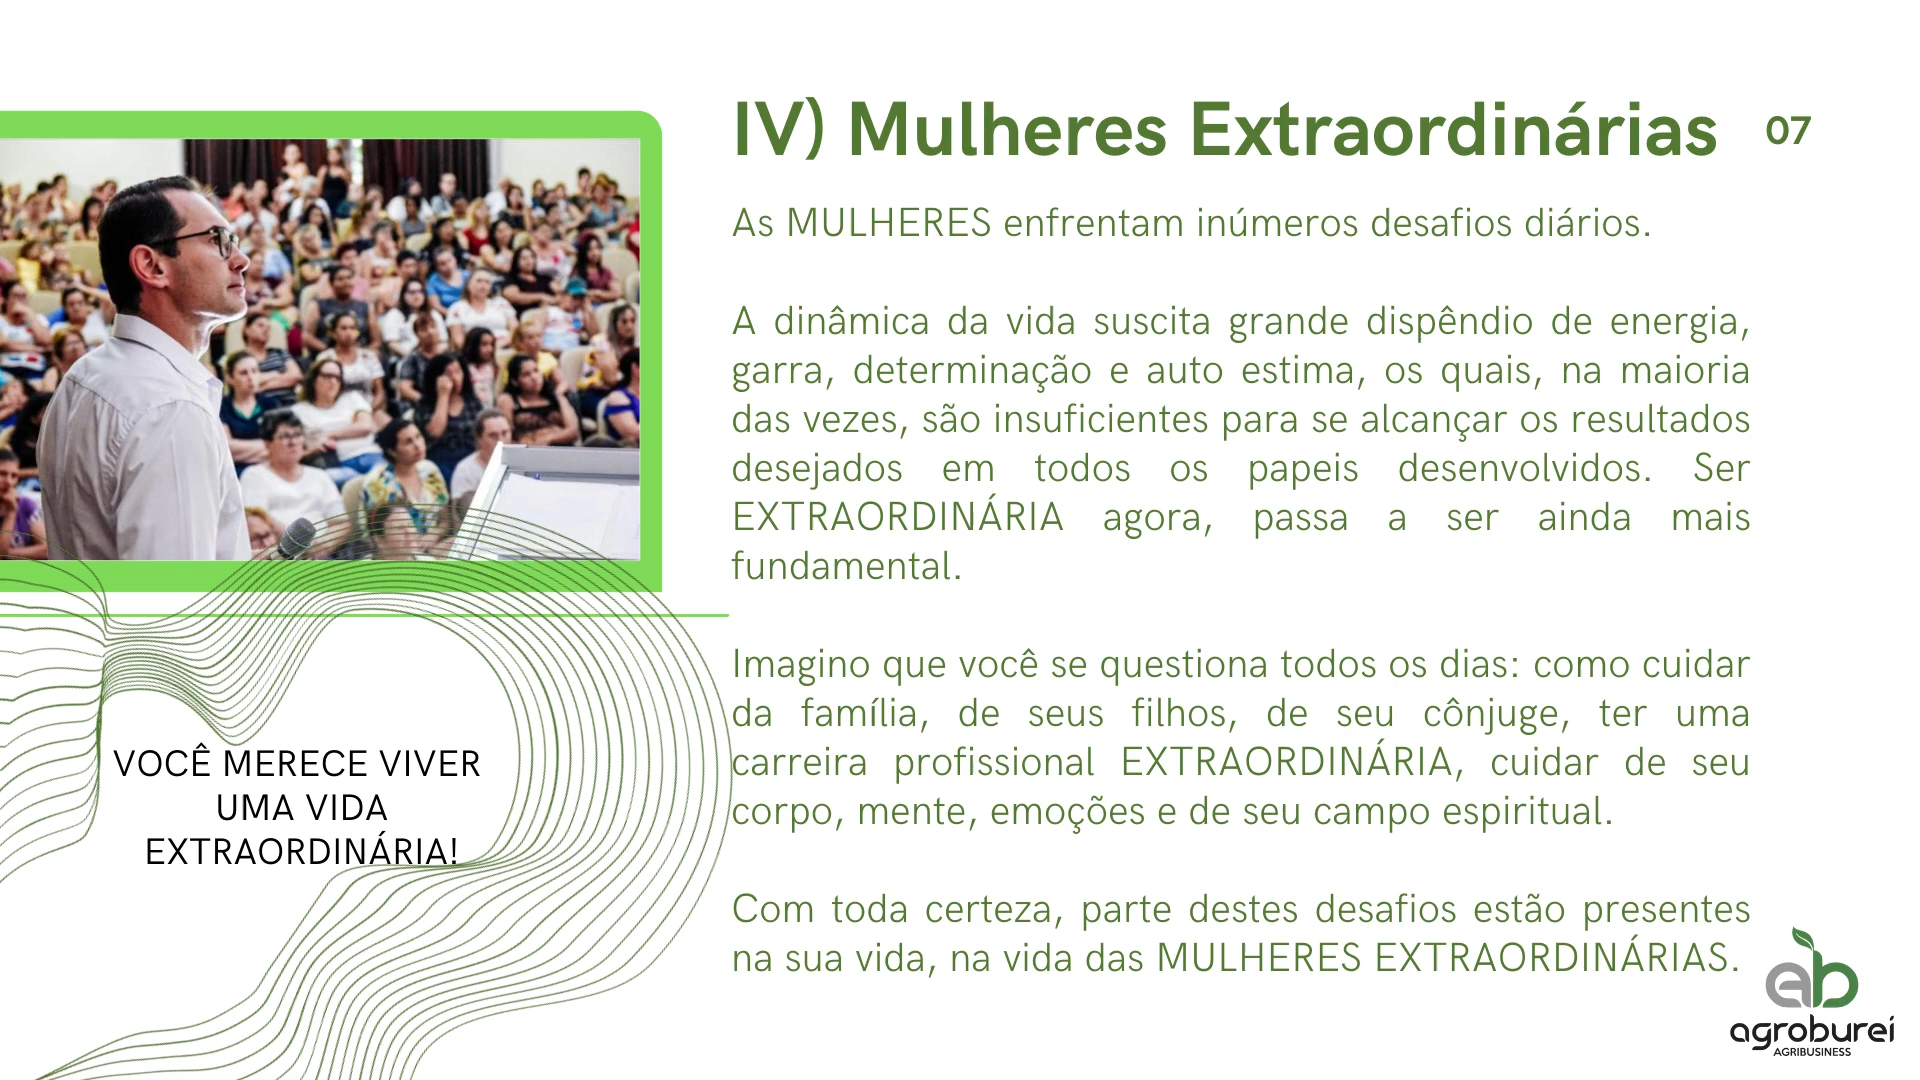 IV) Mulheres Extraordinárias
07
As MULHERES enfrentam inúmeros desafios diários.
A dinâmica da vida suscita grande dispêndio de energia,
garra, determinação e auto estima, os quais, na maioria
das vezes, são insuficientes para se alcançar os resultados
desejados em todos os papeis desenvolvidos. Ser
EXTRAORDINÁRIA agora, passa a ser ainda mais
fundamental.
Imagino que você se questiona todos os dias: como cuidar
da família, de seus filhos, de seu cônjuge, ter uma
carreira profissional EXTRAORDINÁRIA, cuidar de seu
corpo, mente, emoções e de seu campo espiritual.
Com toda certeza, parte destes desafios estão presentes
na sua vida, na vida das MULHERES EXTRAORDINÁRIAS.
VOCÊ MERECE VIVER
UMA VIDA
EXTRAORDINÁRIA!
ab
agroburei
AGRIBUSINESS